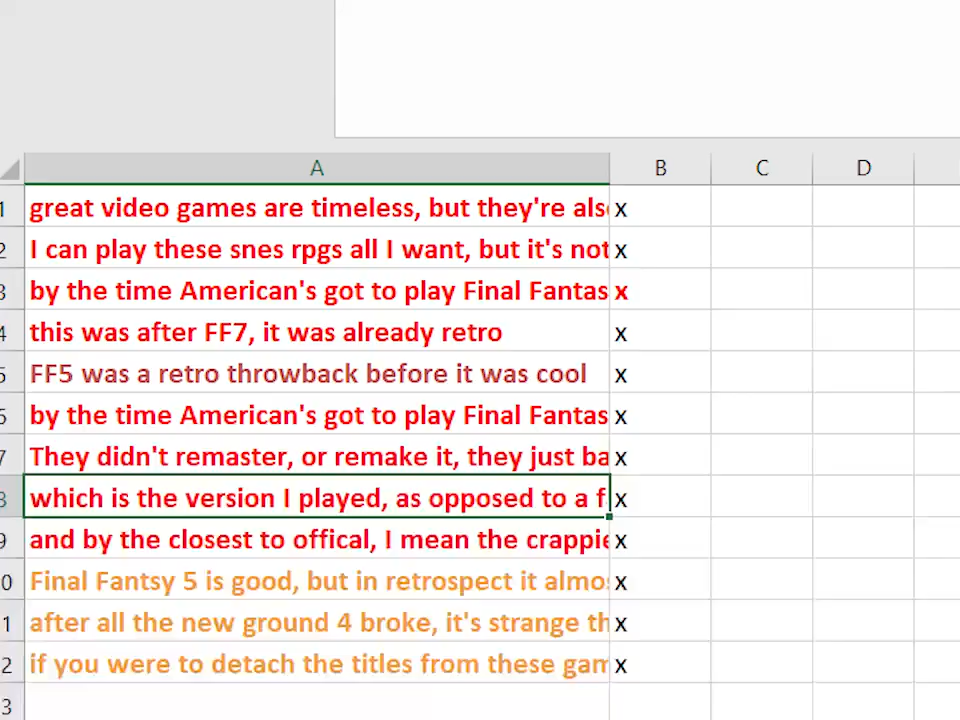 A B C D
1 great video games are timeless, but they're als x
2 I can play these snes rpgs all I want, but it's not x
3 by the time American's got to play Final Fantas x
4 this was after FF7, it was already retro x
5 FF5 was a retro throwback before it was cool x
6 by the time American's got to play Final Fantas x
7 They didn't remaster, or remake it, they just ba x
8 which is the version I played, as opposed to a f x
9 and by the closest to offical, I mean the crappie x
0 Final Fantsy 5 is good, but in retrospect it almo x
1 after all the new ground 4 broke, it's strange th x
2 if you were to detach the titles from these gam x
3